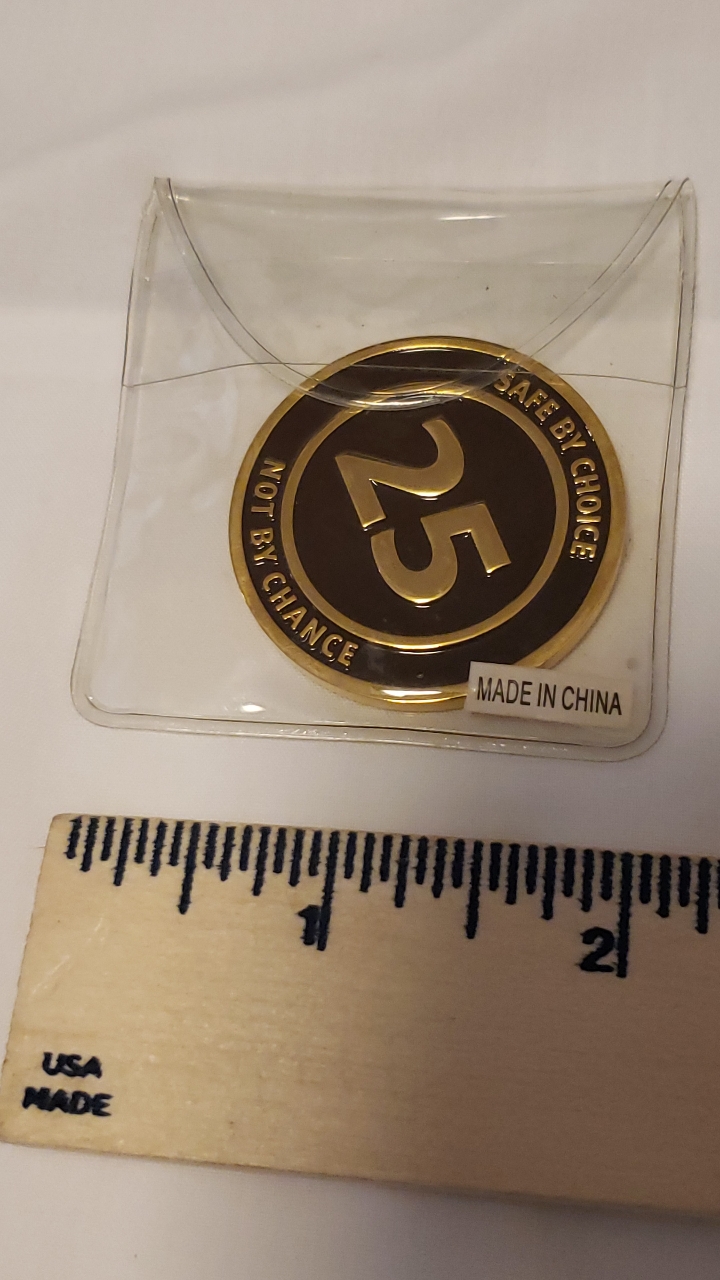 SAFE BY CHOICE
25
NOT BY CHANCE
MADE IN CHINA
1
2
USA
MADE